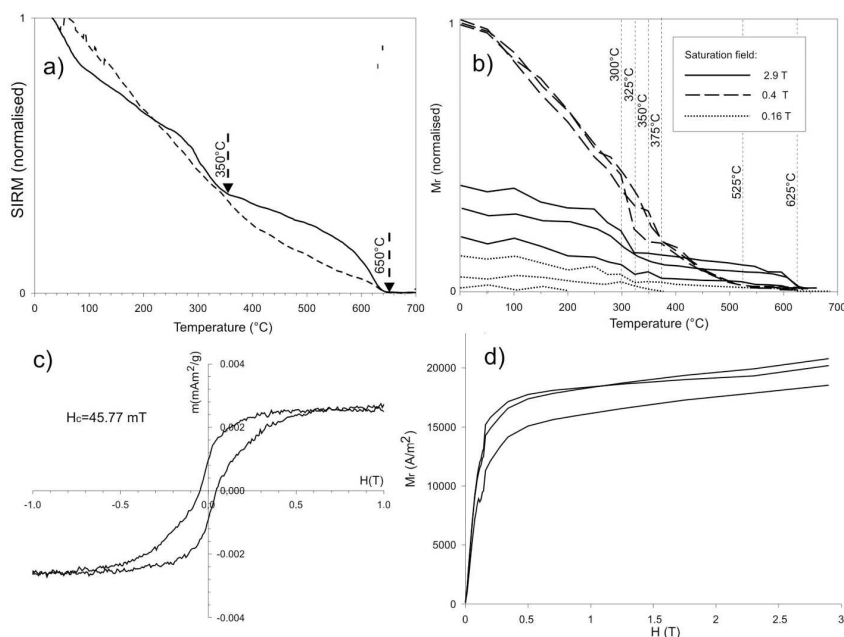 a)
1
SIRM (normalised)
0
350°C
650°C
0 100 200 300 400 500 600 700
Temperature (°C)
b)
1
Mr (normalised)
0
300°C
325°C
350°C
375°C
525°C
625°C
Saturation field:
2.9 T
0.4 T
0.16 T
0 100 200 300 400 500 600 700
Temperature (°C)
c)
Hc=45.77 mT
m(mAm²/g)
0.004
0.002
0.000
-0.002
-0.004
H(T)
-1.0 -0.5 0.0 0.5 1.0
d)
Mr (A/m²)
20000
15000
10000
5000
0
0 0.5 1 1.5 2 2.5 3
H (T)